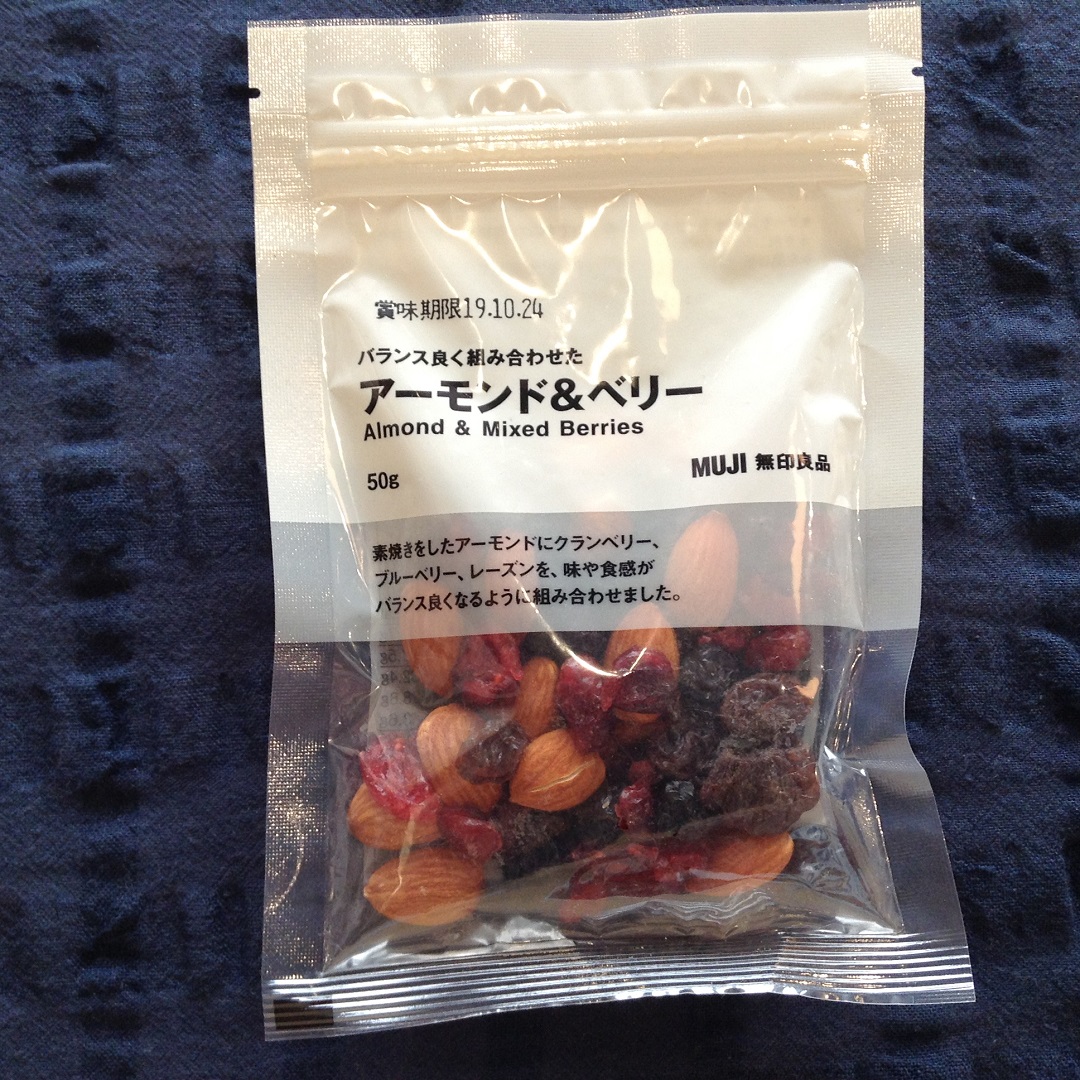 賞味期限19.10.24
バランス良く組み合わせた
アーモンド&ベリー
Almond & Mixed Berries
50g
MUJI 無印良品
素焼きをしたアーモンドにクランベリー、
ブルーベリー、レーズンを、味や食感が
バランス良くなるように組み合わせました。